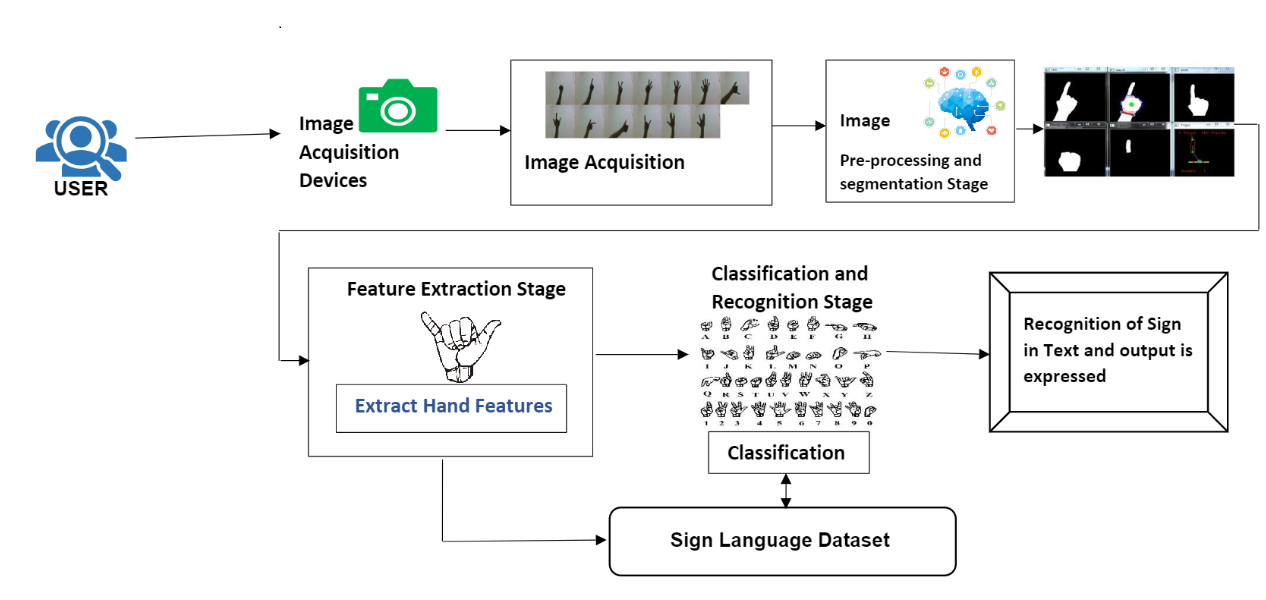 USER
Image
Acquisition
Devices
Image Acquisition
Image
Pre-processing and
segmentation Stage
Feature Extraction Stage
Extract Hand Features
Classification and
Recognition Stage
A B C D E F G H
I J K L M N O P
Q R S T U V W X Y Z
1 2 3 4 5 6 7 8 9 0
Classification
Recognition of Sign
in Text and output is
expressed
Sign Language Dataset